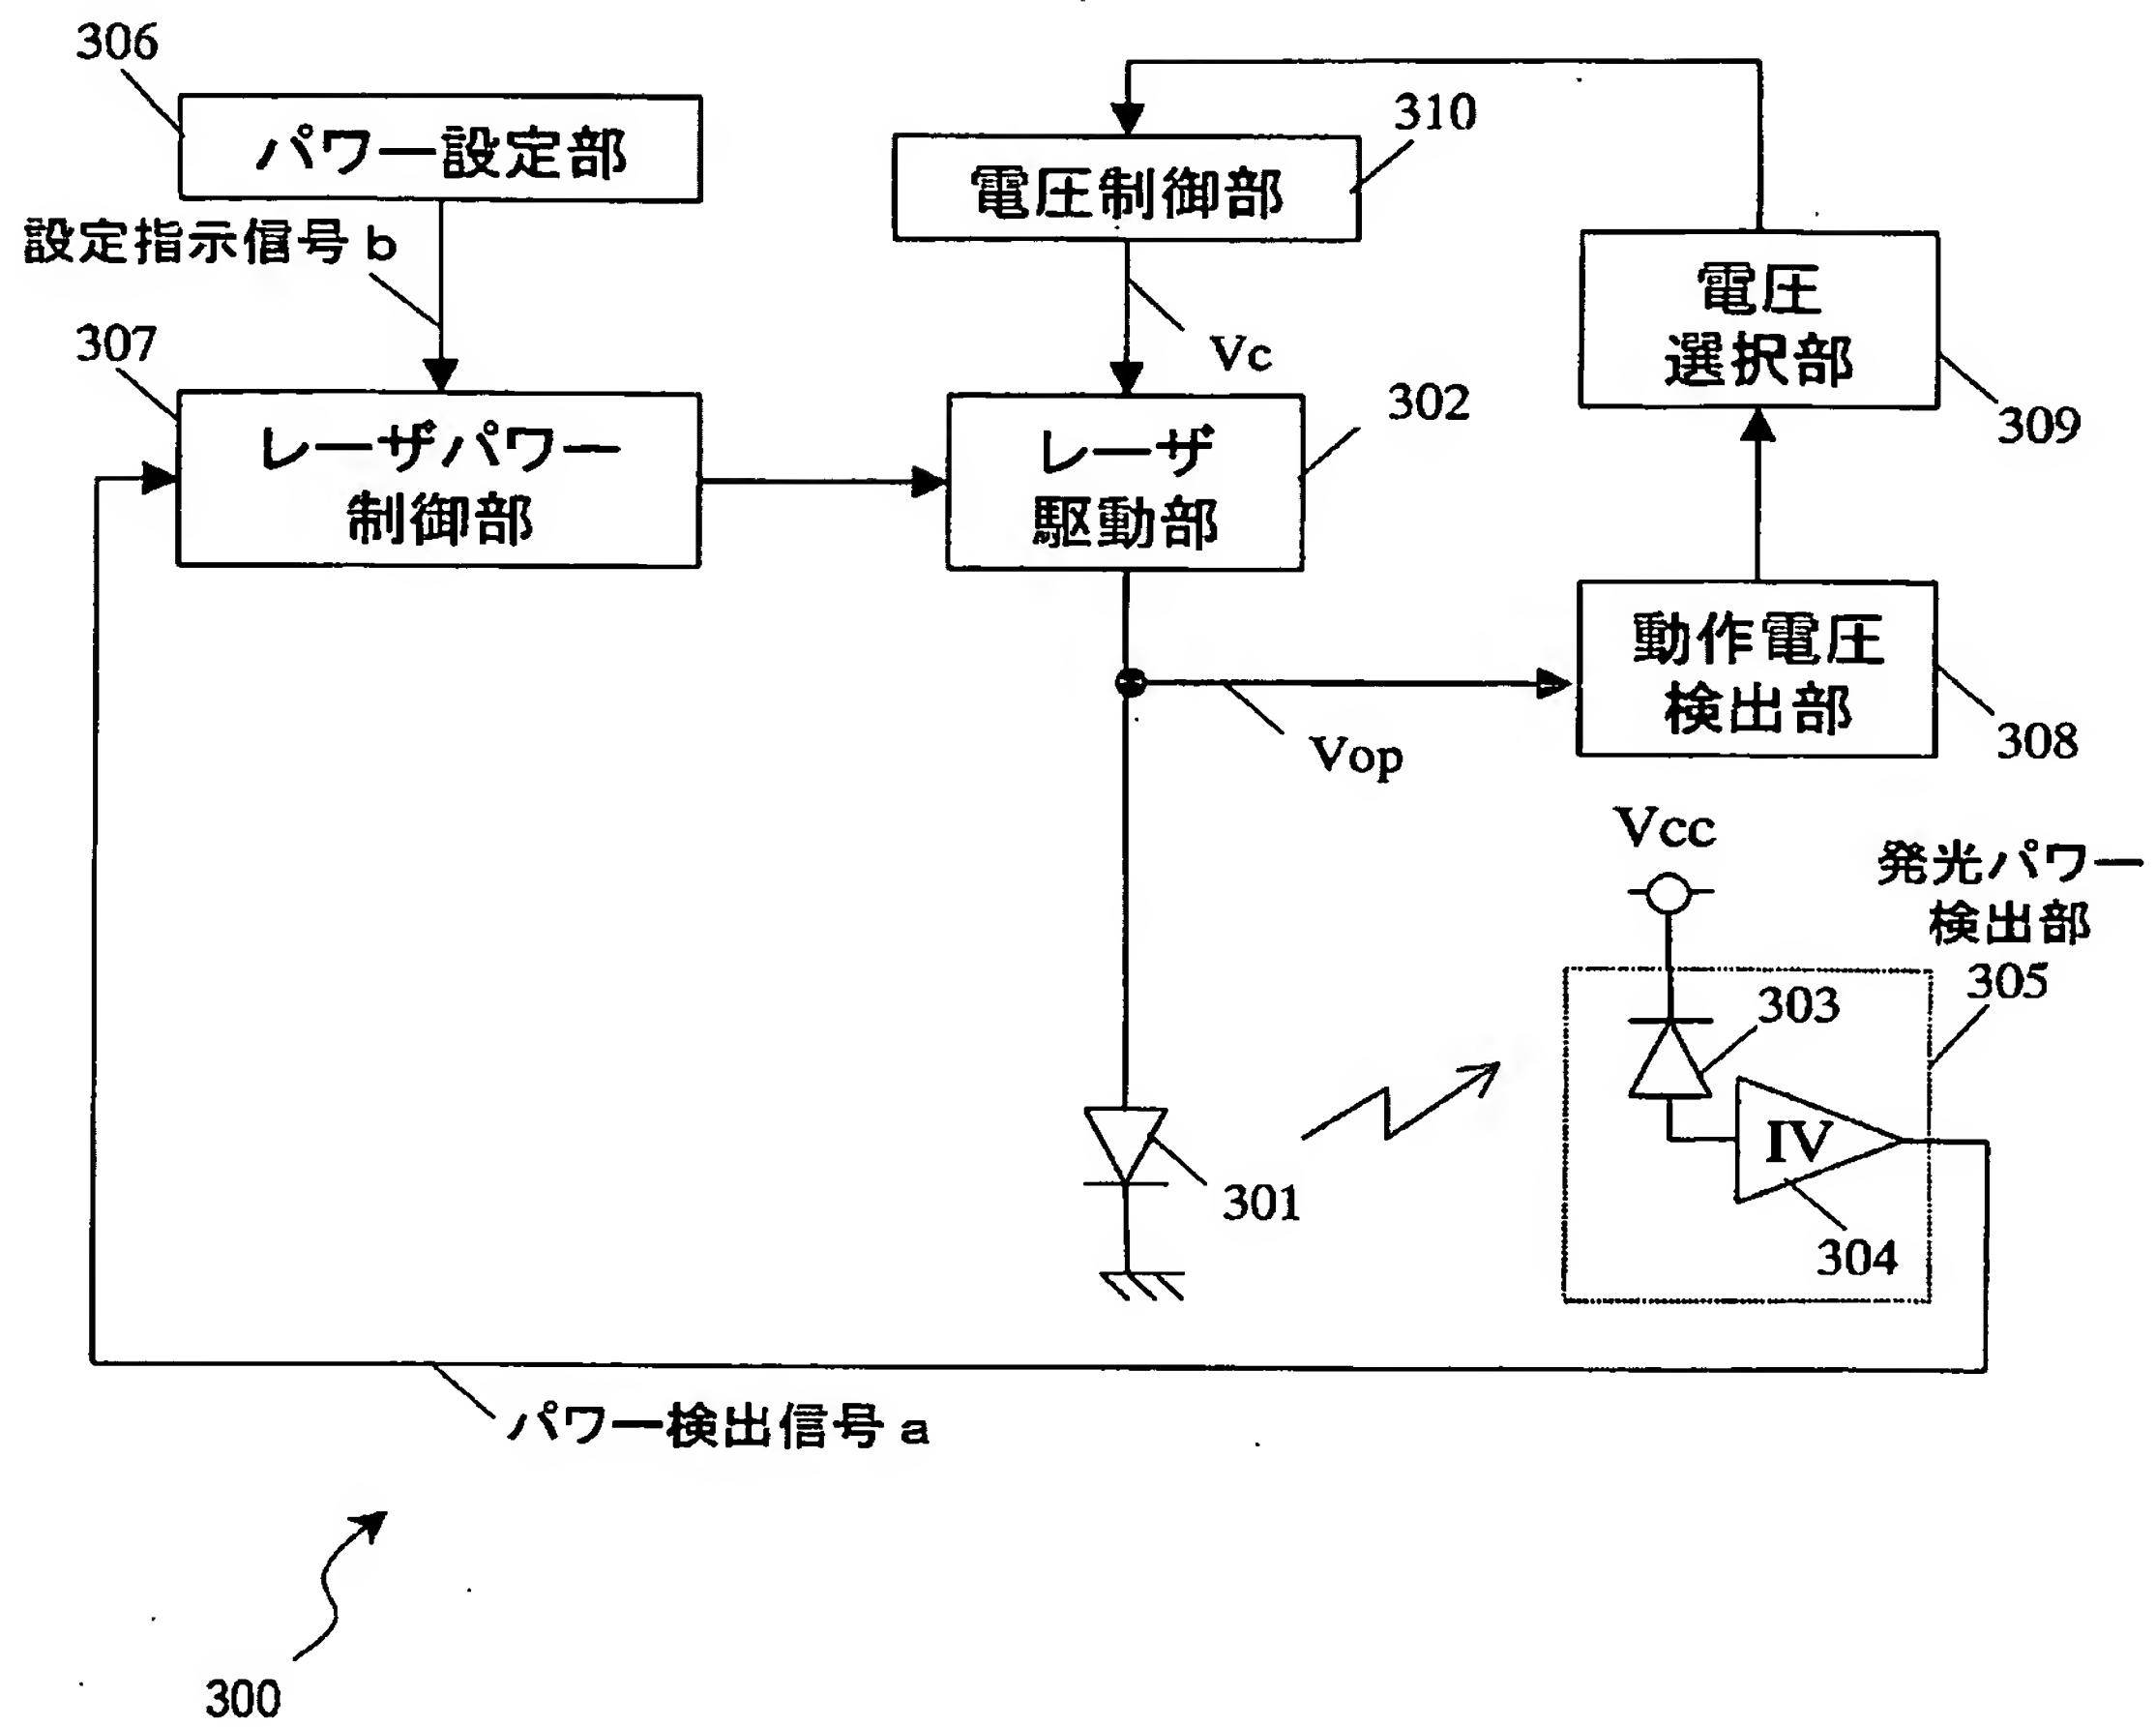 306
パワー設定部
310
電圧制御部
設定指示信号 b
電圧
選択部
307
Vc
309
レーザパワー
制御部
302
レーザ
駆動部
動作電圧
検出部
308
Vop
Vcc
発光パワー
検出部
305
303
IV
304
301
パワー検出信号 a
300